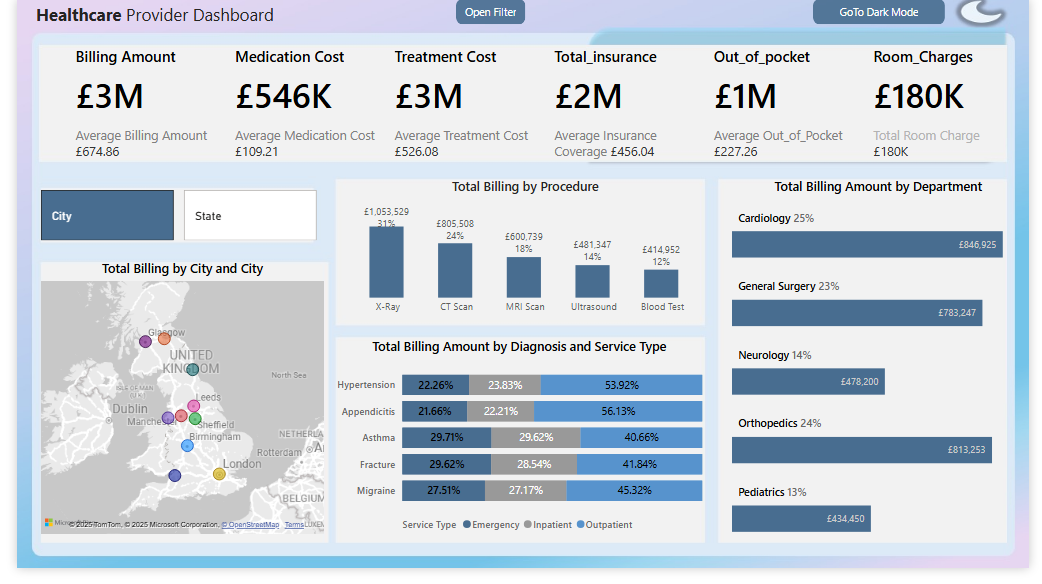 Healthcare Provider Dashboard
Open Filter
GoTo Dark Mode
Billing Amount
£3M
Average Billing Amount
£674.86
Medication Cost
£546K
Average Medication Cost
£109.21
Treatment Cost
£3M
Average Treatment Cost
£526.08
Total_insurance
£2M
Average Insurance
Coverage £456.04
Out_of_pocket
£1M
Average Out_of_Pocket
£227.26
Room_Charges
£180K
Total Room Charge
£180K
City
State
Total Billing by City and City
Glasgow
UNITED
KINGDOM
North Sea
ISLE OF MAN
Leeds
Dublin
Manchester
Sheffield
Birmingham
NETHERLA
Rotterdam
London
BELGIUM
© 2025 TomTom, © 2025 Microsoft Corporation, © OpenStreetMap Terms
Total Billing by Procedure
£1,053,529
31%
£805,508
24%
£600,739
18%
£481,347
14%
£414,952
12%
X-Ray
CT Scan
MRI Scan
Ultrasound
Blood Test
Total Billing Amount by Diagnosis and Service Type
Hypertension 22.26% 23.83% 53.92%
Appendicitis 21.66% 22.21% 56.13%
Asthma 29.71% 29.62% 40.66%
Fracture 29.62% 28.54% 41.84%
Migraine 27.51% 27.17% 45.32%
Service Type Emergency Inpatient Outpatient
Total Billing Amount by Department
Cardiology 25%
£846,925
General Surgery 23%
£783,247
Neurology 14%
£478,200
Orthopedics 24%
£813,253
Pediatrics 13%
£434,450